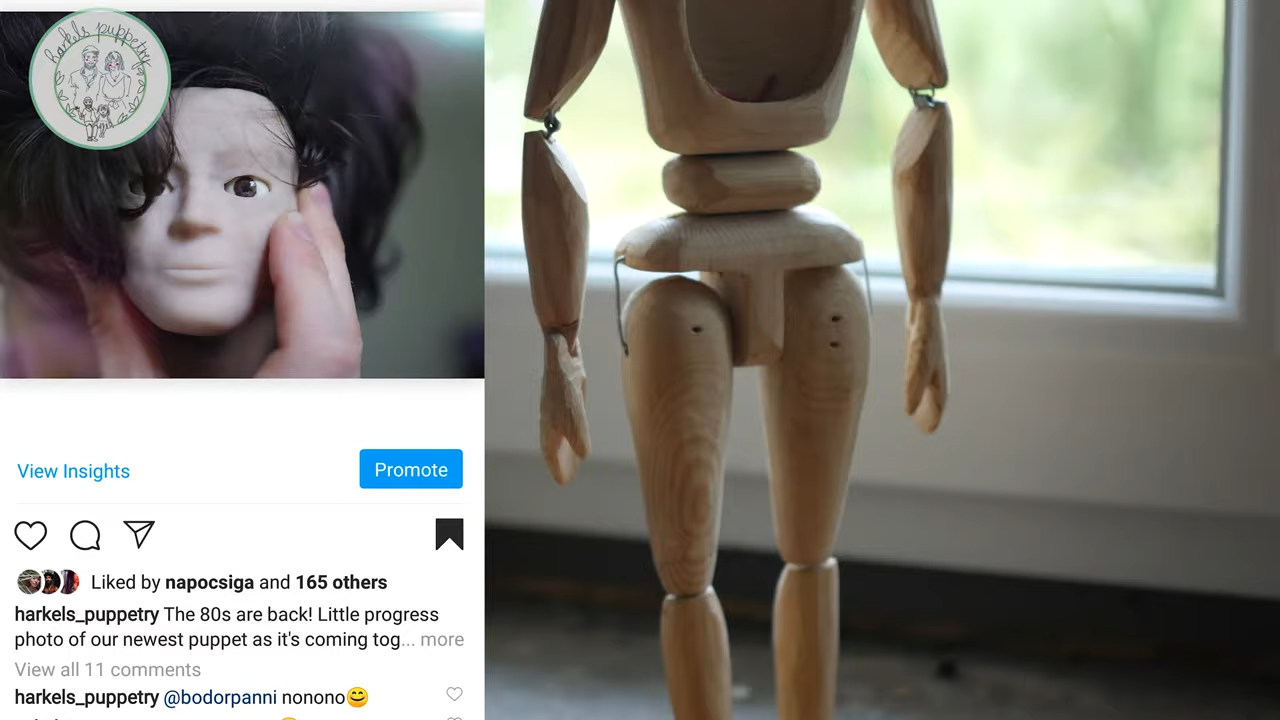 harkels puppetry
View Insights
Promote
Liked by napocsiga and 165 others
harkels_puppetry The 80s are back! Little progress
photo of our newest puppet as it's coming tog... more
View all 11 comments
harkels_puppetry @bodorpanni nonono😊